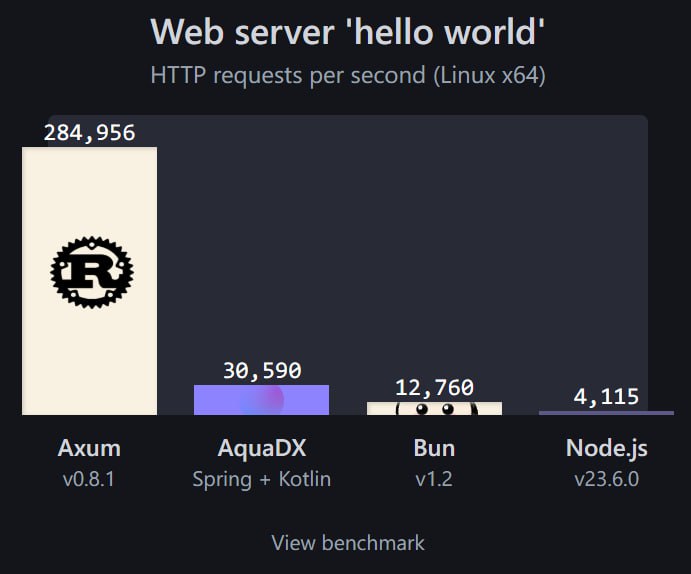 Web server 'hello world'
HTTP requests per second (Linux x64)
284,956
30,590
12,760
4,115
R
Axum
AquaDX
Bun
Node.js
v0.8.1
Spring + Kotlin
v1.2
v23.6.0
View benchmark